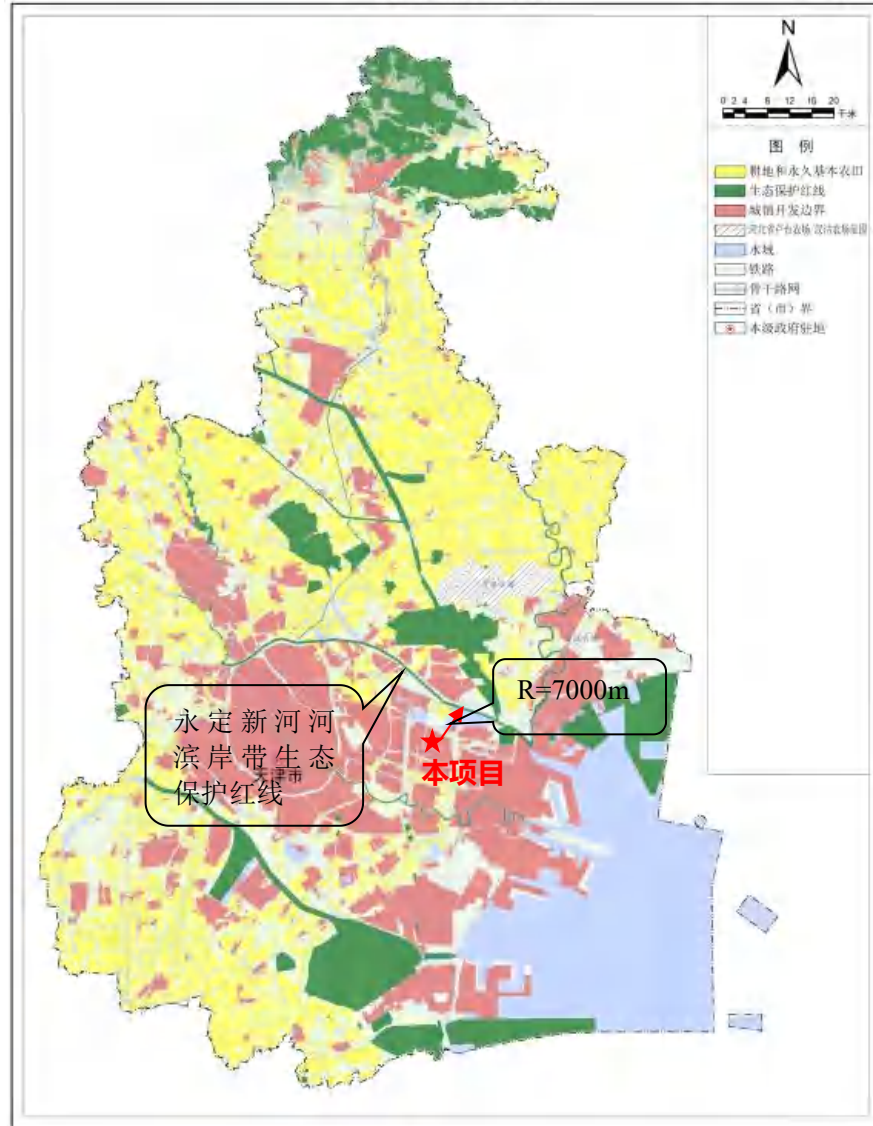 N
0 2 4 8 12 16 20
千米
图 例
耕地和永久基本农田
生态保护红线
城镇开发边界
水域
铁路
骨干路网
省（市）界
本级政府驻地
R=7000m
永定新河河
滨岸带生态
保护红线
天津市
本项目